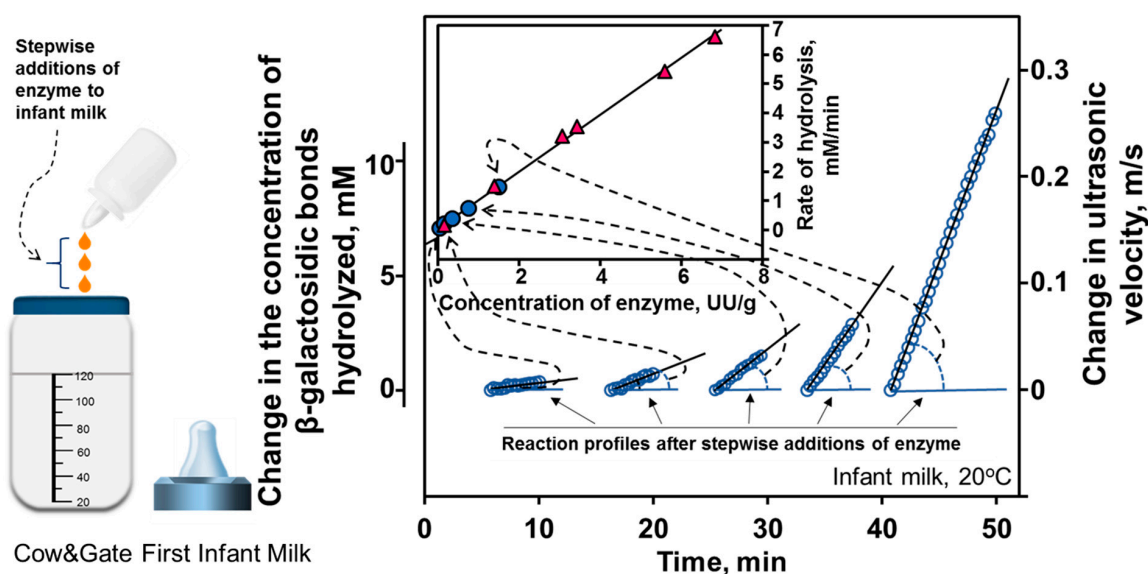 Stepwise
additions of
enzyme to
infant milk
120
100
80
60
40
20
Cow&Gate First Infant Milk
Change in the concentration of
β-galactosidic bonds
hydrolyzed, mM
10
5
0
7
6
5
4
3
2
1
0
Rate of hydrolysis,
mM/min
0
2
4
6
8
Concentration of enzyme, UU/g
Reaction profiles after stepwise additions of enzyme
Infant milk, 20°C
0.3
0.2
0.1
0
Change in ultrasonic
velocity, m/s
0
10
20
30
40
50
Time, min